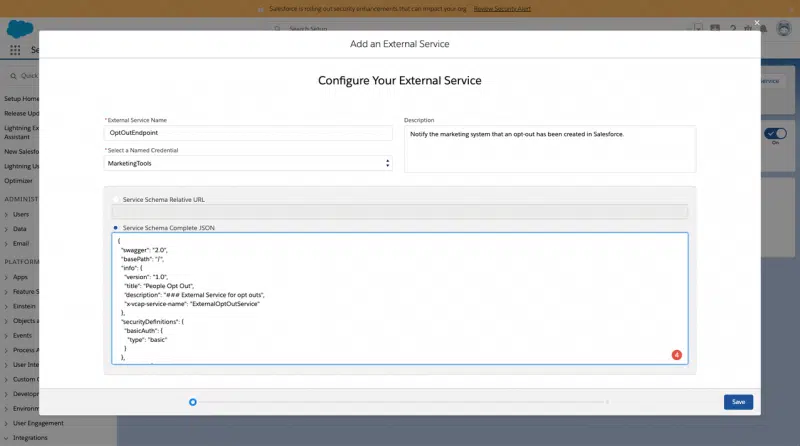 Salesforce is rolling out security enhancements that can impact your org Review Security Alert
Search Setup
Add an External Service
Se
Configure Your External Service
Quick
Setup Home
Release Upd
Lightning Ex
Assistant
New Salesfo
Lightning Us
Optimizer
ADMINIST
Users
Data
Email
PLATFORM
Apps
Feature S
Einstein
Objects a
Events
Process A
User Inte
Custom C
Developm
Environm
User Engagement
Integrations
*External Service Name
OptOutEndpoint
*Select a Named Credential
MarketingTools
Description
Notify the marketing system that an opt-out has been created in Salesforce.
Service Schema Relative URL
Service Schema Complete JSON
{
"swagger": "2.0",
"basePath": "/",
"info": {
"version": "1.0",
"title": "People Opt Out",
"description": "### External Service for opt outs",
"x-vcap-service-name": "ExternalOptOutService"
},
"securityDefinitions": {
"basicAuth": {
"type": "basic"
}
},
4
Save
ervice
On